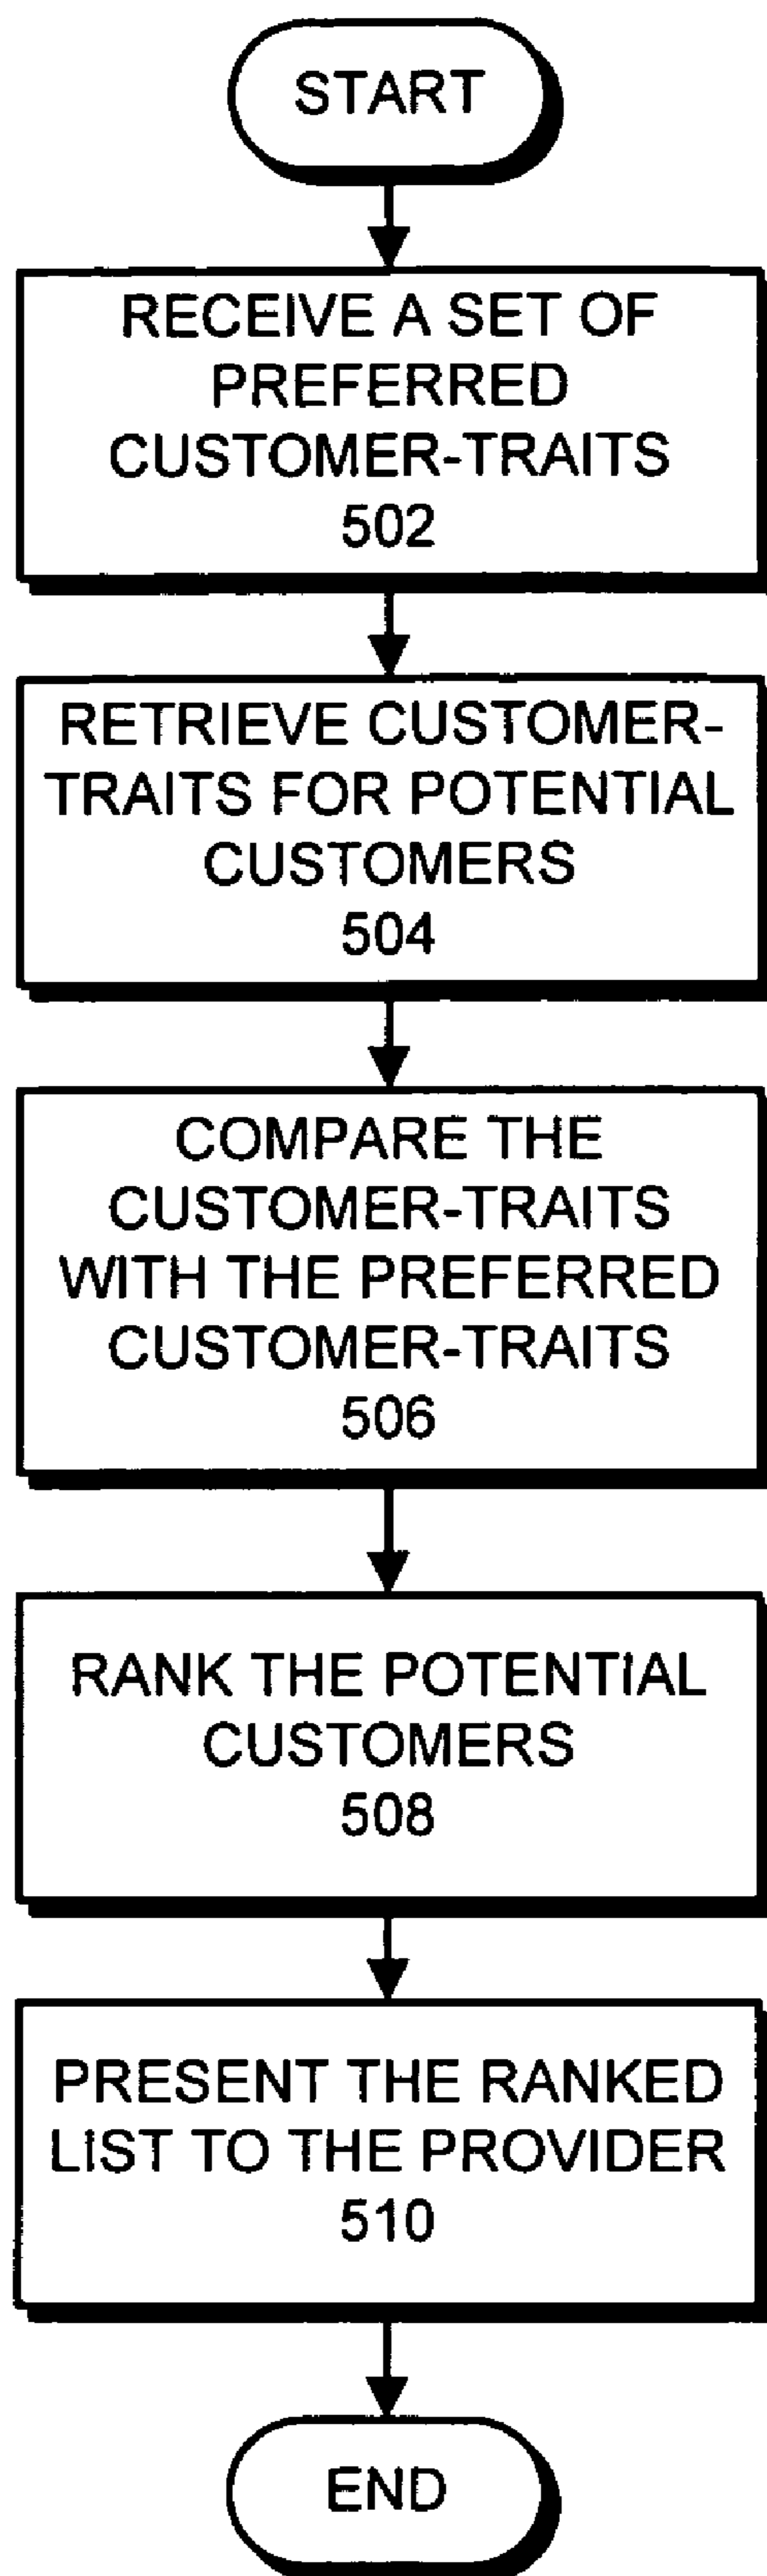 START
RECEIVE A SET OF
PREFERRED
CUSTOMER-TRAITS
502
RETRIEVE CUSTOMER-
TRAITS FOR POTENTIAL
CUSTOMERS
504
COMPARE THE
CUSTOMER-TRAITS
WITH THE PREFERRED
CUSTOMER-TRAITS
506
RANK THE POTENTIAL
CUSTOMERS
508
PRESENT THE RANKED
LIST TO THE PROVIDER
510
END